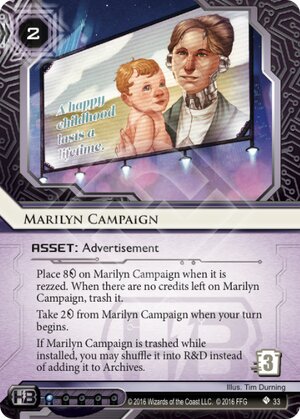 2
A happy
childhood
lasts a
lifetime.
MARILYN CAMPAIGN
ASSET: Advertisement
Place 8 on Marilyn Campaign when it is
rezzed. When there are no credits left on Marilyn
Campaign, trash it.
Take 2 from Marilyn Campaign when your turn
begins.
If Marilyn Campaign is trashed while
installed, you may shuffle it into R&D instead
of adding it to Archives.
3
Illus. Tim Durning
HB
© 2016 Wizards of the Coast LLC. © 2016 FFG
33